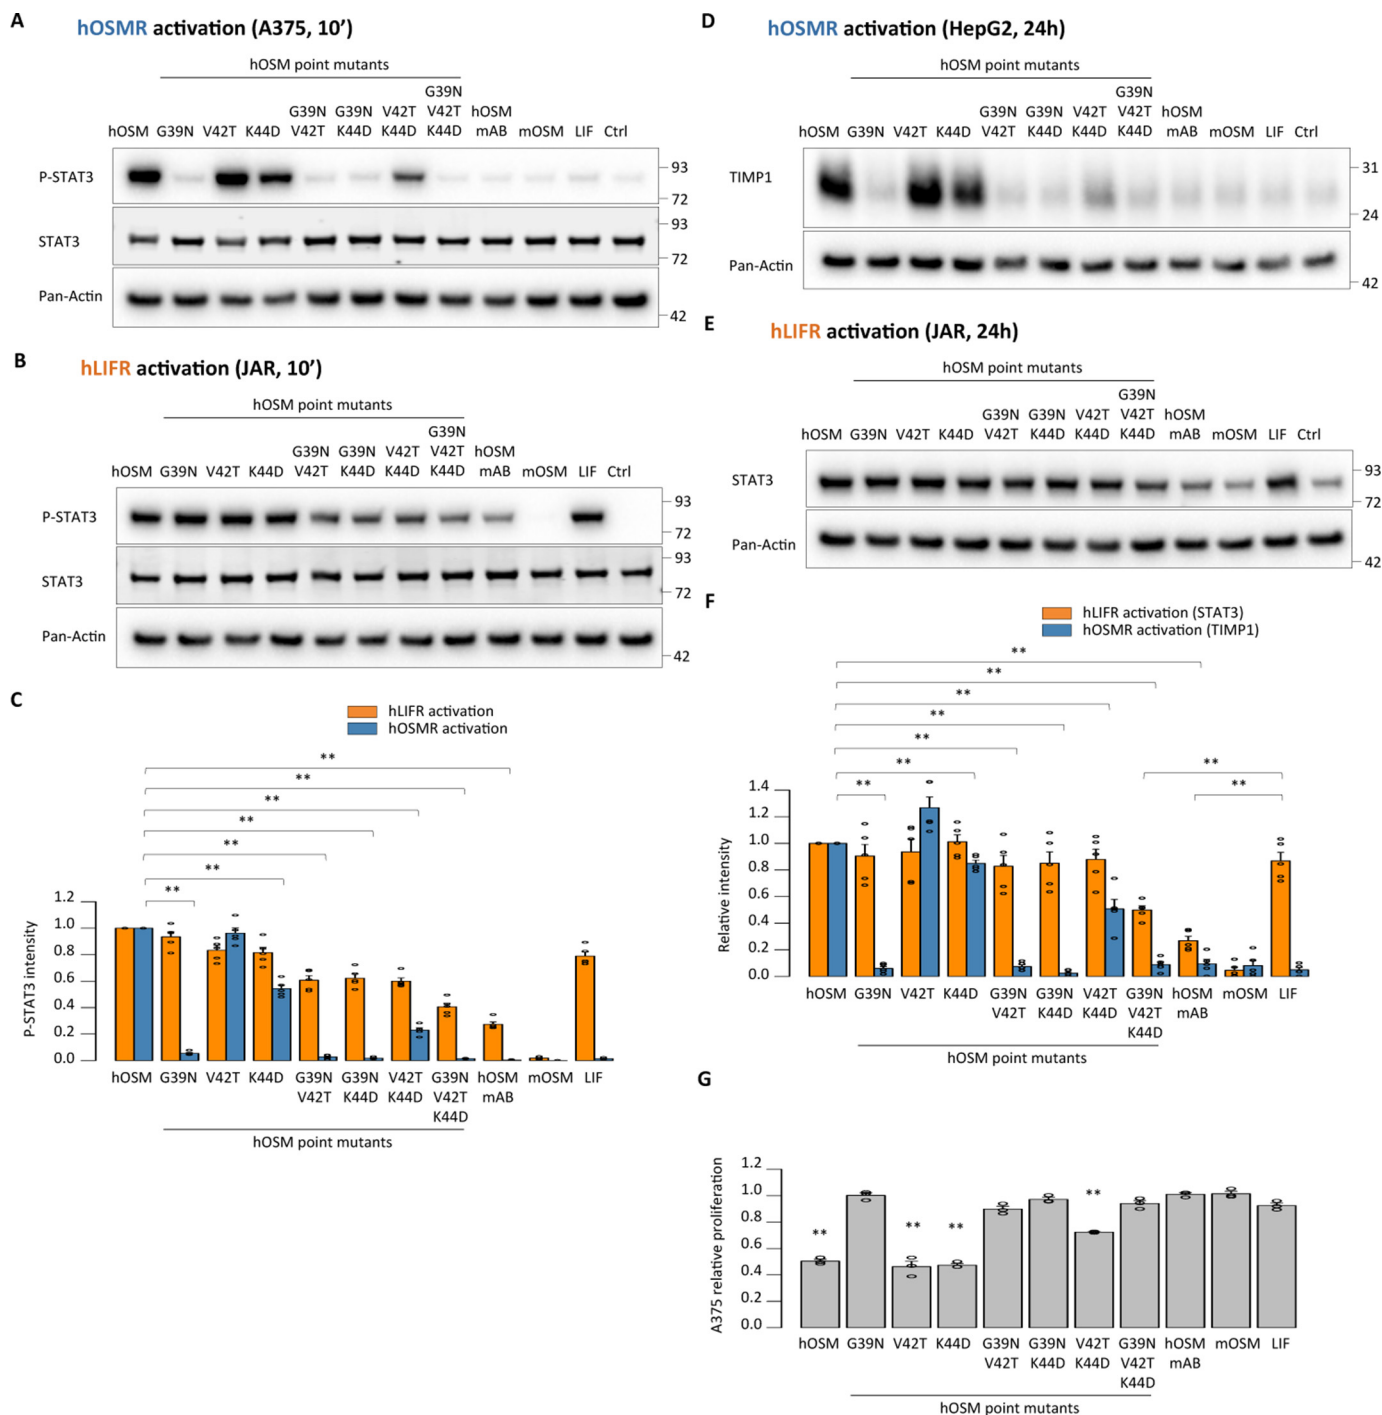 A
hOSMR activation (A375, 10')
hOSM point mutants
G39N
G39N G39N V42T V42T hOSM
hOSM G39N V42T K44D V42T K44D K44D K44D mAB mOSM LIF Ctrl
P-STAT3
93
72
STAT3
93
72
Pan-Actin
42
B
hLIFR activation (JAR, 10')
hOSM point mutants
G39N
G39N G39N V42T V42T hOSM
hOSM G39N V42T K44D V42T K44D K44D K44D mAB mOSM LIF Ctrl
P-STAT3
93
72
STAT3
93
72
Pan-Actin
42
C
hLIFR activation
hOSMR activation
**
**
**
**
**
**
**
P-STAT3 intensity
1.2
1.0
0.8
0.6
0.4
0.2
0.0
hOSM G39N V42T K44D G39N G39N V42T G39N hOSM mOSM LIF
V42T K44D K44D V42T mAB
K44D
hOSM point mutants
D
hOSMR activation (HepG2, 24h)
hOSM point mutants
G39N
G39N G39N V42T V42T hOSM
hOSM G39N V42T K44D V42T K44D K44D K44D mAB mOSM LIF Ctrl
TIMP1
31
24
Pan-Actin
42
E
hLIFR activation (JAR, 24h)
hOSM point mutants
G39N
G39N G39N V42T V42T hOSM
hOSM G39N V42T K44D V42T K44D K44D K44D mAB mOSM LIF Ctrl
STAT3
93
72
Pan-Actin
42
F
hLIFR activation (STAT3)
hOSMR activation (TIMP1)
**
**
**
**
**
** **
** **
Relative intensity
1.4
1.2
1.0
0.8
0.6
0.4
0.2
0.0
hOSM G39N V42T K44D G39N G39N V42T G39N hOSM mOSM LIF
V42T K44D K44D V42T mAB
K44D
hOSM point mutants
G
A375 relative proliferation
1.2
1.0
0.8
0.6
0.4
0.2
0.0
** ** ** **
hOSM G39N V42T K44D G39N G39N V42T G39N hOSM mOSM LIF
V42T K44D K44D V42T mAB
K44D
hOSM point mutants